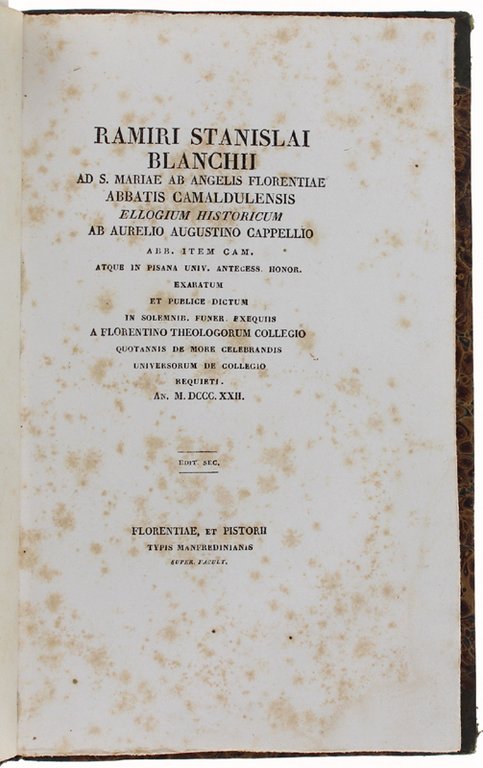 RAMIRI STANISLAI
BLANCHII
AD S. MARIAE AB ANGELIS FLORENTIAE
ABBATIS CAMALDULENSIS
ELLOGIUM HISTORICUM
AB AURELIO AUGUSTINO CAPPELLIO
ABB. ITEM CAM.
ATQUE IN PISANA UNIV. ANTECESS. HONOR.
EXARATUM
ET PUBLICE DICTUM
IN SOLEMNIB. FUNER. EXEQUIIS
A FLORENTINO THEOLOGORUM COLLEGIO
QUOTANNIS DE MORE CELEBRANDIS
UNIVERSORUM DE COLLEGIO
REQUIETI.
AN. M. DCCC. XXII.
EDIT. SEC.
FLORENTIAE, ET PISTORII
TYPIS MANFREDINIANIS
SUPER. FACULT.